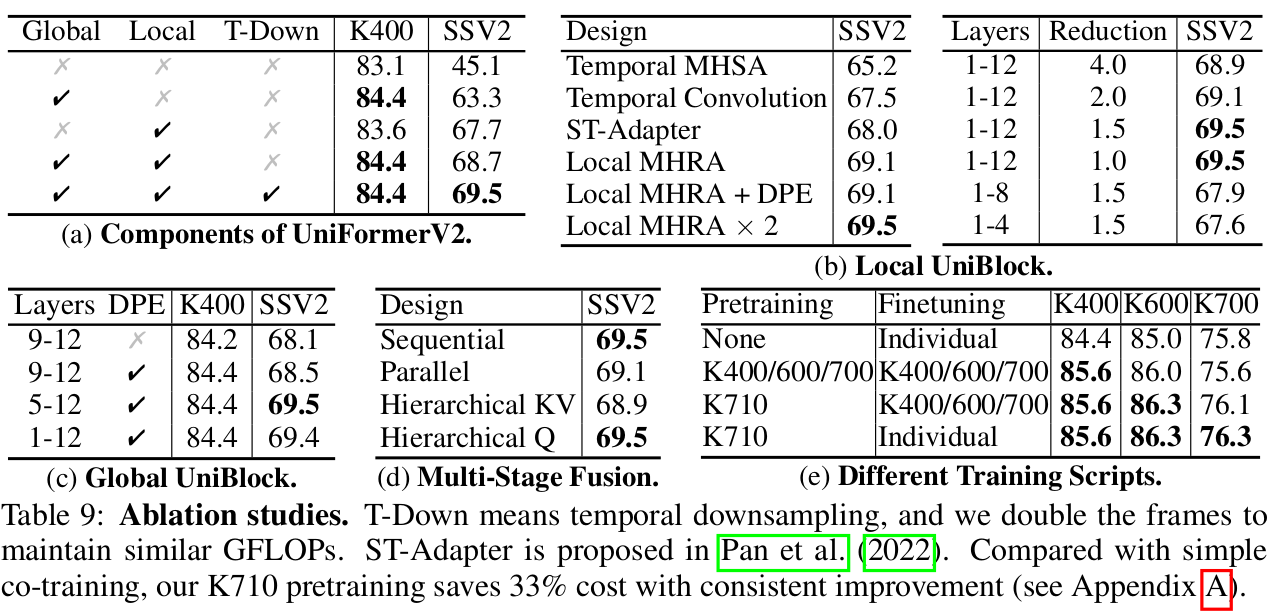 Global Local T-Down K400 SSV2
✗ ✗ ✗ 83.1 45.1
✓ ✗ ✗ 84.4 63.3
✗ ✓ ✗ 83.6 67.7
✓ ✓ ✗ 84.4 68.7
✓ ✓ ✓ 84.4 69.5
(a) Components of UniFormerV2.
Design SSV2
Temporal MHSA 65.2
Temporal Convolution 67.5
ST-Adapter 68.0
Local MHRA 69.1
Local MHRA + DPE 69.1
Local MHRA × 2 69.5
Layers Reduction SSV2
1-12 4.0 68.9
1-12 2.0 69.1
1-12 1.5 69.5
1-12 1.0 69.5
1-8 1.5 67.9
1-4 1.5 67.6
(b) Local UniBlock.
Layers DPE K400 SSV2
9-12 ✗ 84.2 68.1
9-12 ✓ 84.4 68.5
5-12 ✓ 84.4 69.5
1-12 ✓ 84.4 69.4
(c) Global UniBlock.
Design SSV2
Sequential 69.5
Parallel 69.1
Hierarchical KV 68.9
Hierarchical Q 69.5
(d) Multi-Stage Fusion.
Pretraining Finetuning K400 K600 K700
None Individual 84.4 85.0 75.8
K400/600/700 K400/600/700 85.6 86.0 75.6
K710 K400/600/700 85.6 86.3 76.1
K710 Individual 85.6 86.3 76.3
(e) Different Training Scripts.
Table 9: Ablation studies. T-Down means temporal downsampling, and we double the frames to
maintain similar GFLOPs. ST-Adapter is proposed in Pan et al. (2022). Compared with simple
co-training, our K710 pretraining saves 33% cost with consistent improvement (see Appendix A).